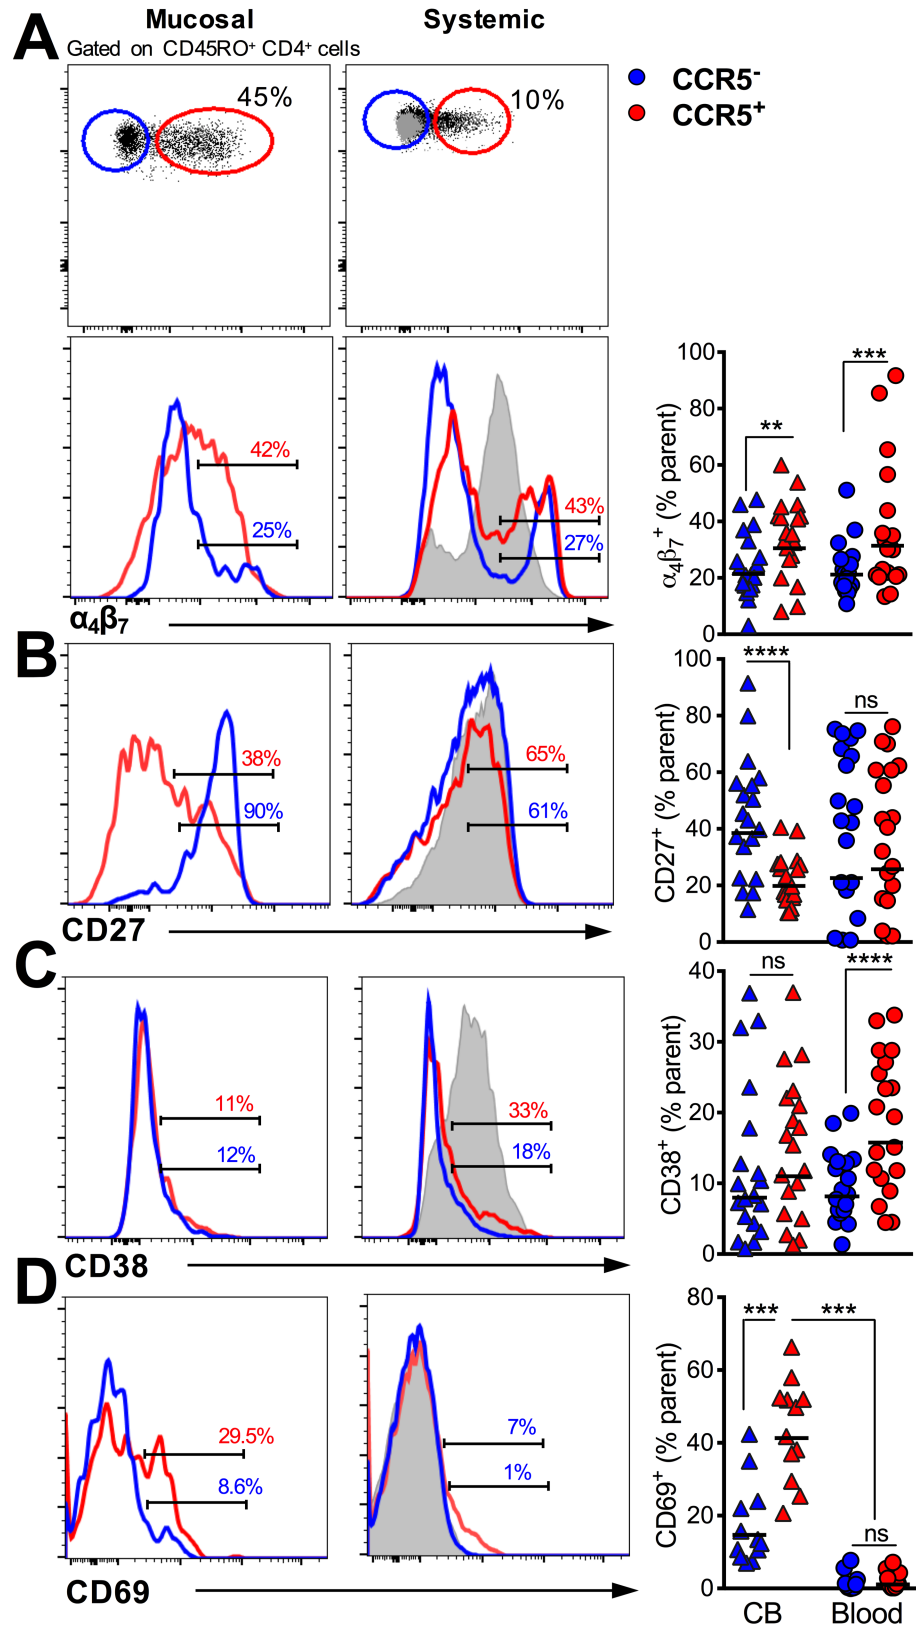 A
Mucosal
Systemic
Gated on CD45RO⁺ CD4⁺ cells
45%
10%
CCR5⁻
CCR5⁺
42%
25%
43%
27%
α₄β₇
α₄β₇⁺ (% parent)
100
80
60
40
20
0
**
***
B
38%
90%
65%
61%
CD27
CD27⁺ (% parent)
100
80
60
40
20
0
****
ns
C
11%
12%
33%
18%
CD38
CD38⁺ (% parent)
40
30
20
10
0
ns
****
D
29.5%
8.6%
7%
1%
CD69
CD69⁺ (% parent)
80
60
40
20
0
***
***
ns
CB
Blood